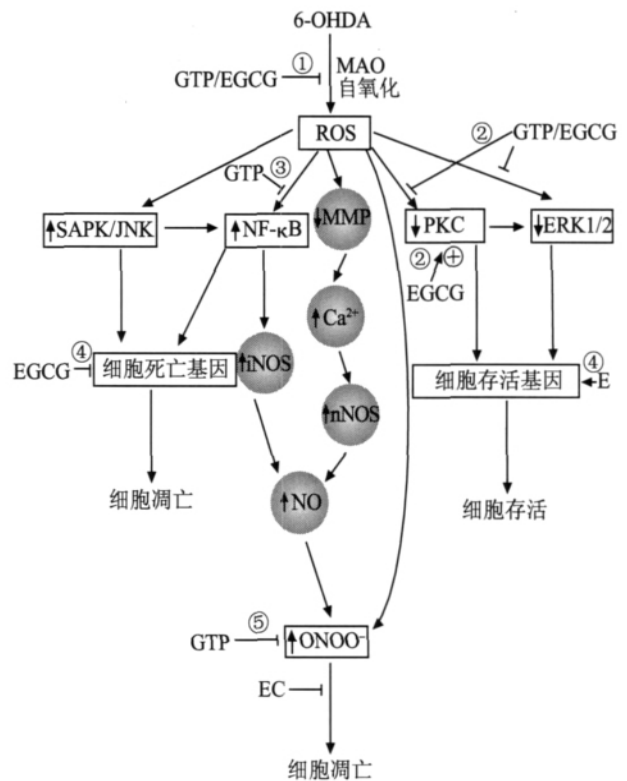 6-OHDA
①
GTP/EGCG
MAO
自氧化
ROS
②
GTP/EGCG
GTP
③
↑SAPK/JNK
↑NF-κB
↓MMP
↓PKC
↓ERK1/2
②
⊕
EGCG
↑Ca²⁺
EGCG
④
细胞死亡基因
↑iNOS
细胞存活基因
④
E
↑nNOS
细胞凋亡
↑NO
细胞存活
GTP
⑤
↑ONOO⁻
EC
细胞凋亡